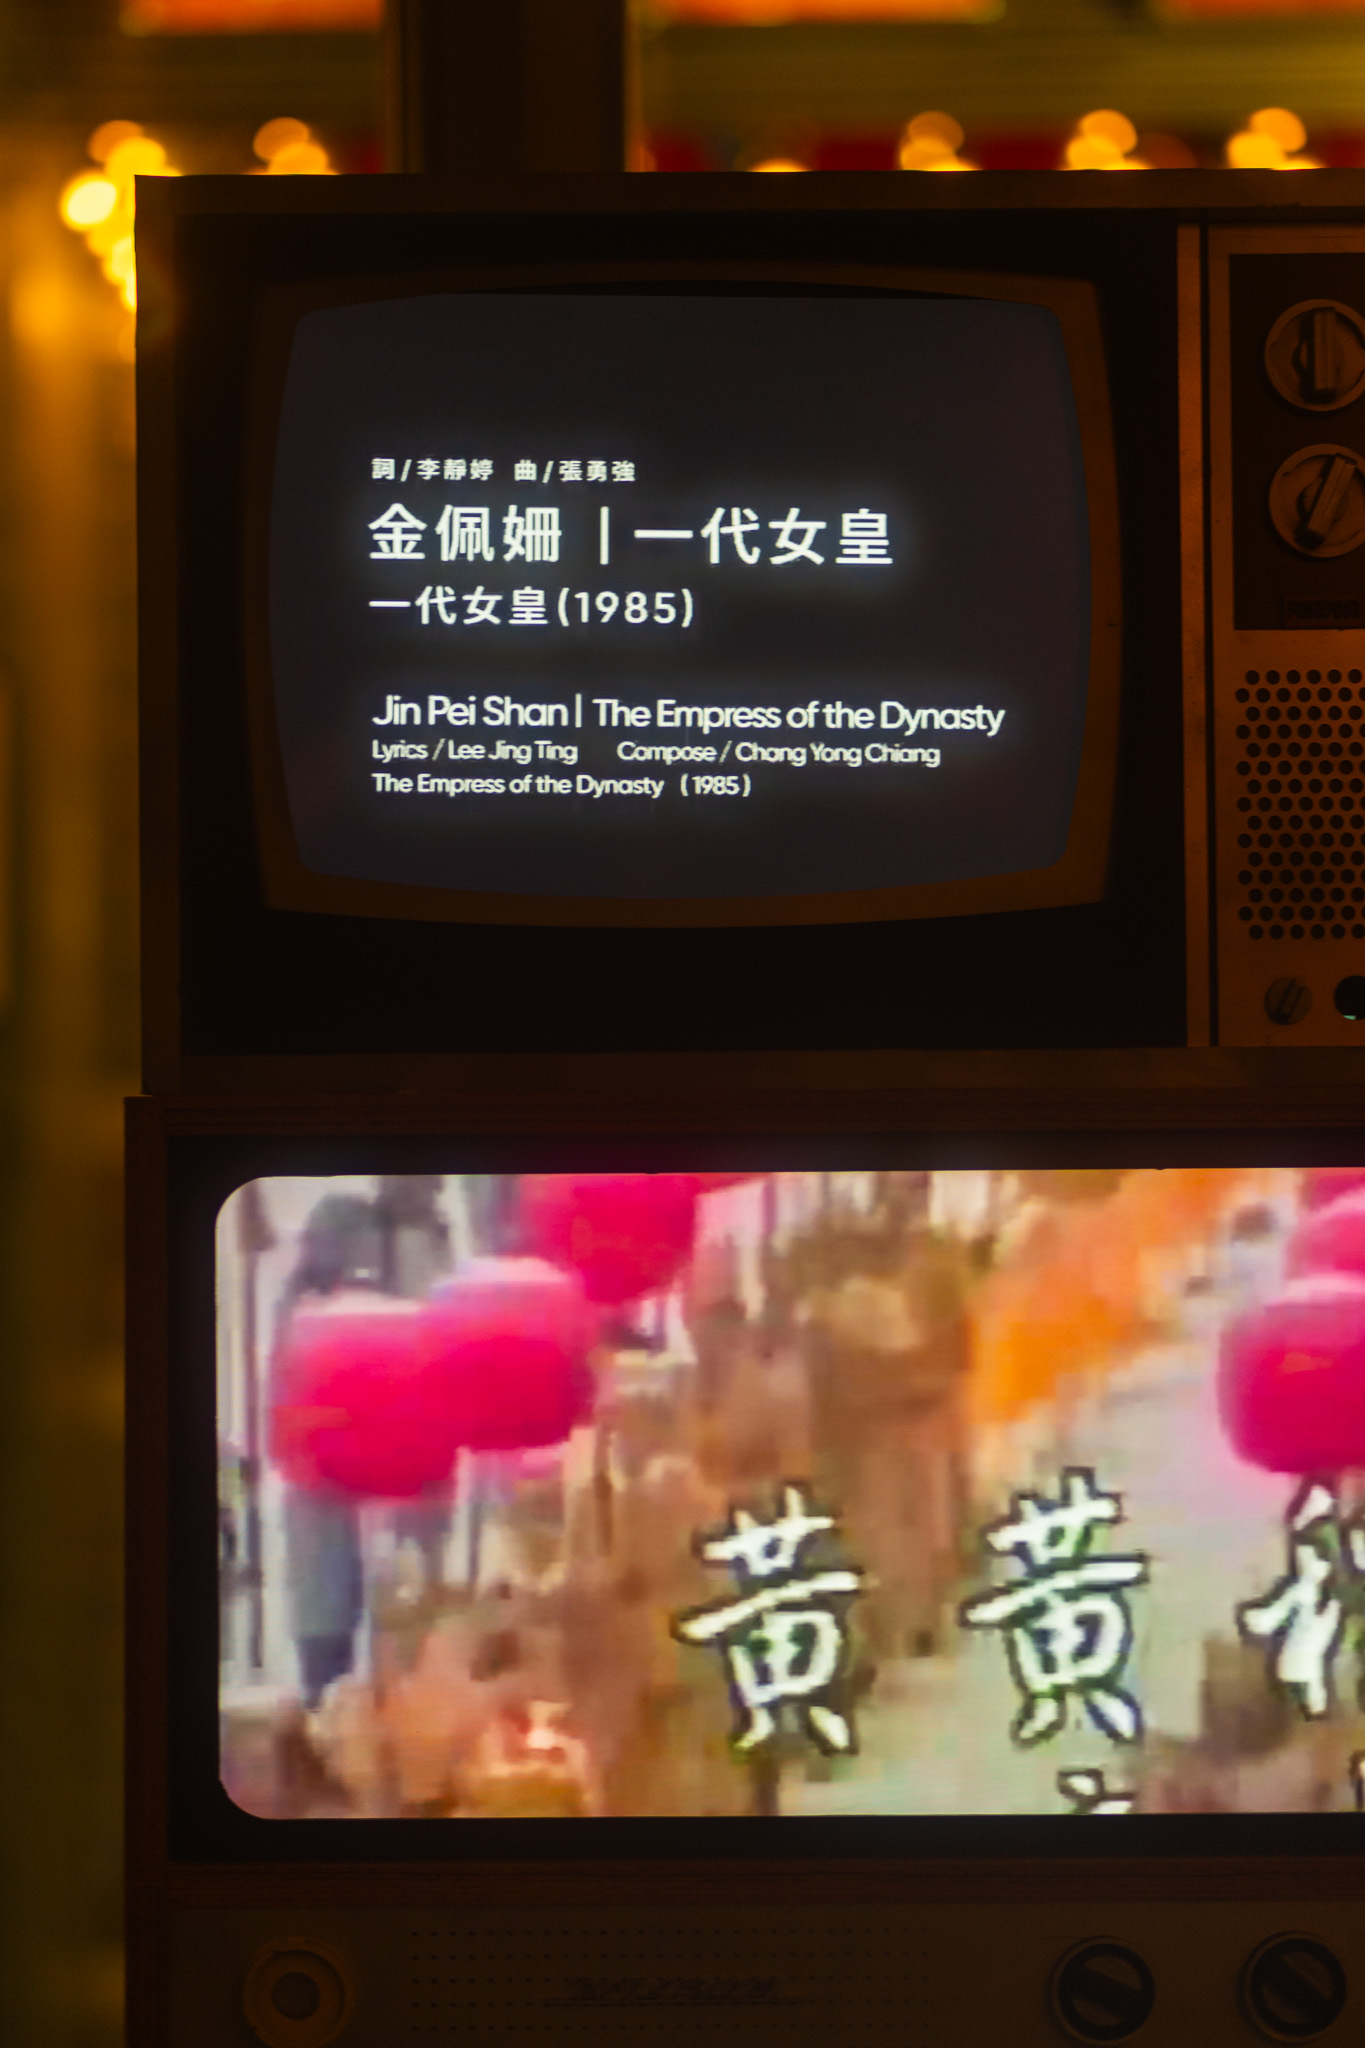 詞/李靜婷 曲/張勇強
金佩姍 | 一代女皇
一代女皇(1985)
Jin Pei Shan | The Empress of the Dynasty
Lyrics / Lee Jing Ting Compose / Chang Yong Chiang
The Empress of the Dynasty (1985)
黃 黃